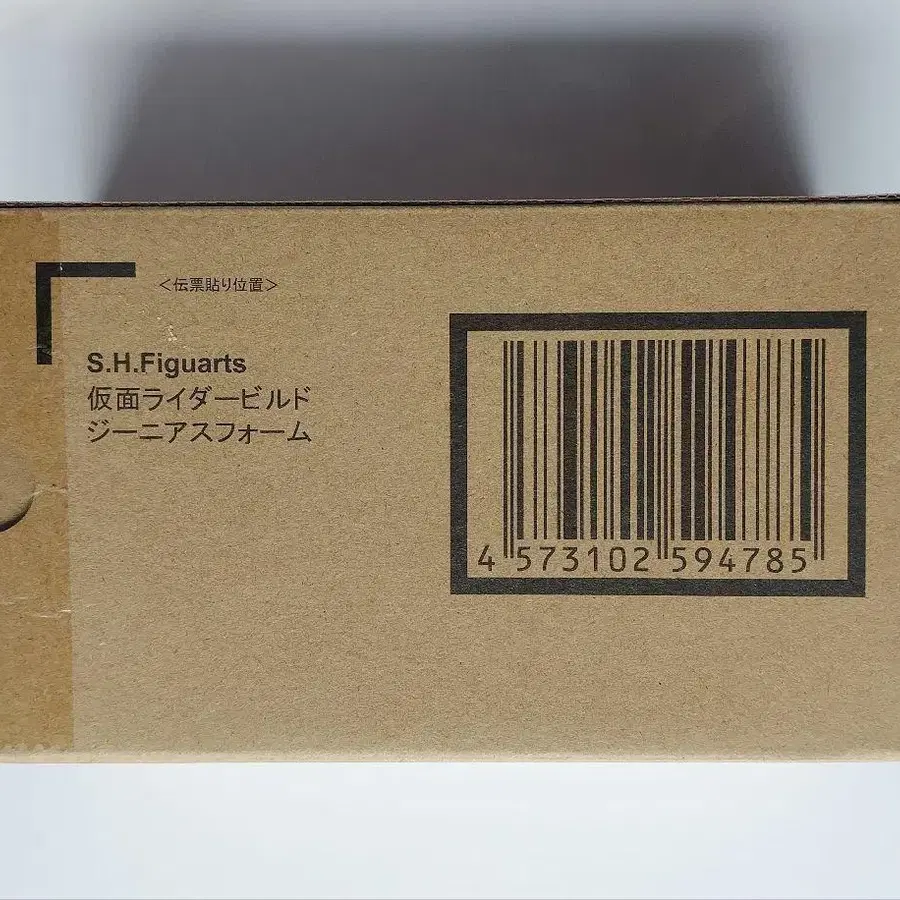 ＜伝票貼り位置＞
S.H.Figuarts
仮面ライダービルド
ジーニアスフォーム
4 573102 594785